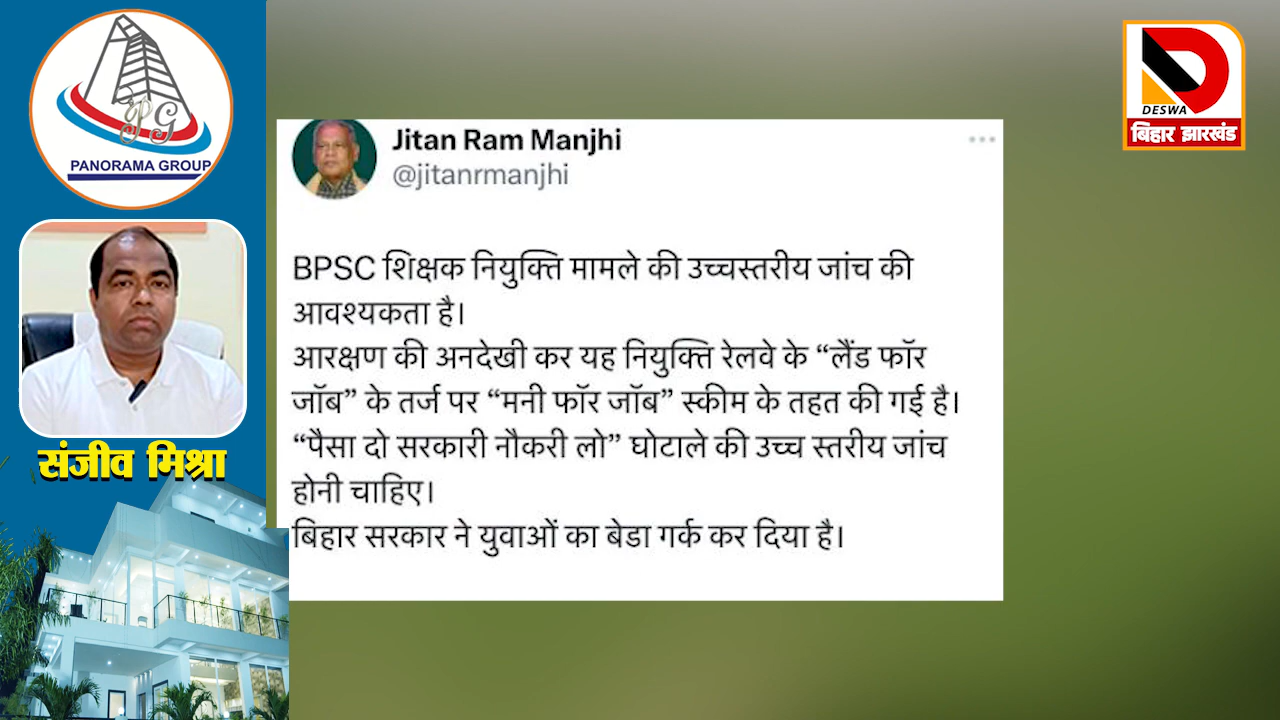 PG
PANORAMA GROUP
संजीव मिश्रा
Jitan Ram Manjhi
@jitanrmanjhi
BPSC शिक्षक नियुक्ति मामले की उच्चस्तरीय जांच की
आवश्यकता है।
आरक्षण की अनदेखी कर यह नियुक्ति रेलवे के “लैंड फॉर
जॉब” के तर्ज पर “मनी फॉर जॉब” स्कीम के तहत की गई है।
“पैसा दो सरकारी नौकरी लो” घोटाले की उच्च स्तरीय जांच
होनी चाहिए।
बिहार सरकार ने युवाओं का बेडा गर्क कर दिया है।
DESWA
बिहार झारखंड